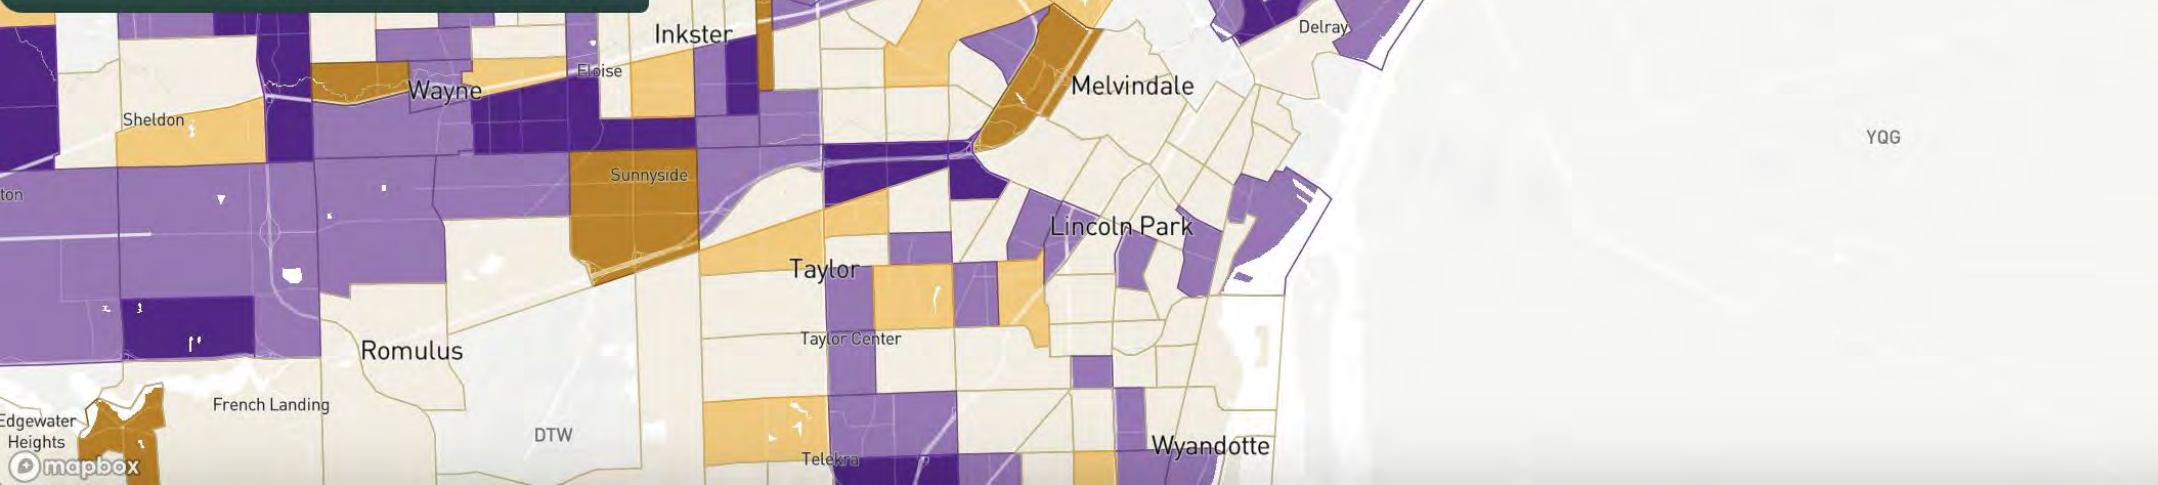 Delray
Inkster
Eloise
Melvindale
Wayne
Sheldon
YQG
Sunnyside
ton
Lincoln Park
Taylor
Taylor Center
Romulus
French Landing
Edgewater
Heights
DTW
Wyandotte
Telekra
mapbox